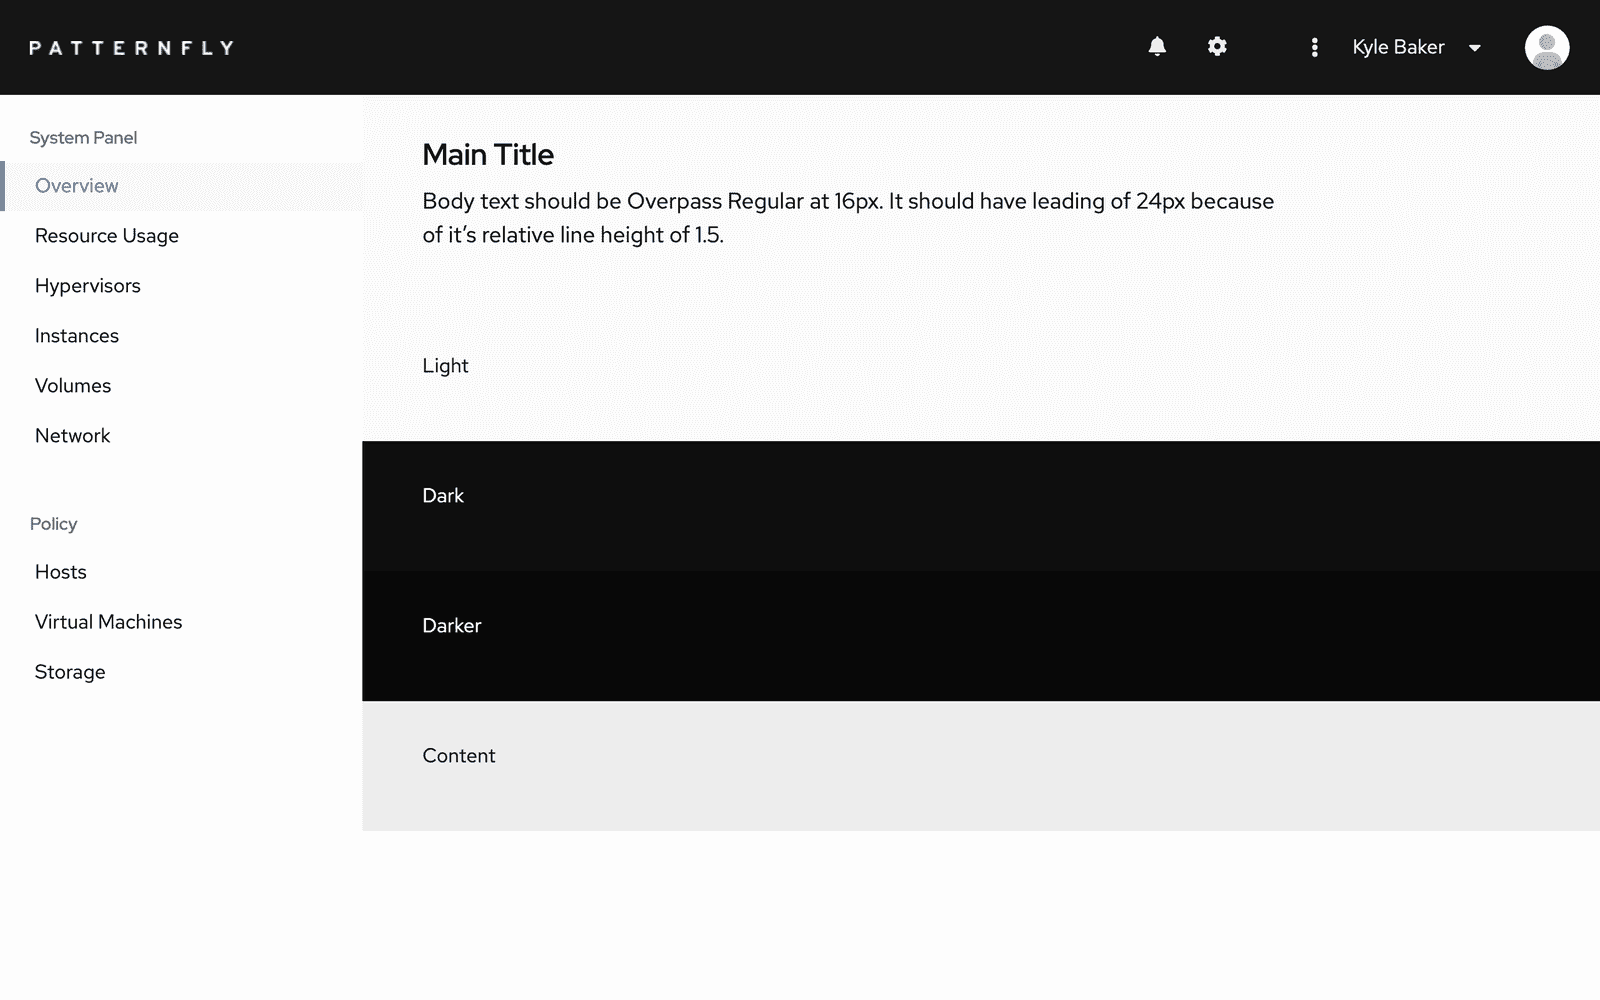 PATTERNFLY
Kyle Baker
System Panel
Overview
Resource Usage
Hypervisors
Instances
Volumes
Network
Policy
Hosts
Virtual Machines
Storage
Main Title
Body text should be Overpass Regular at 16px. It should have leading of 24px because
of it’s relative line height of 1.5.
Light
Dark
Darker
Content